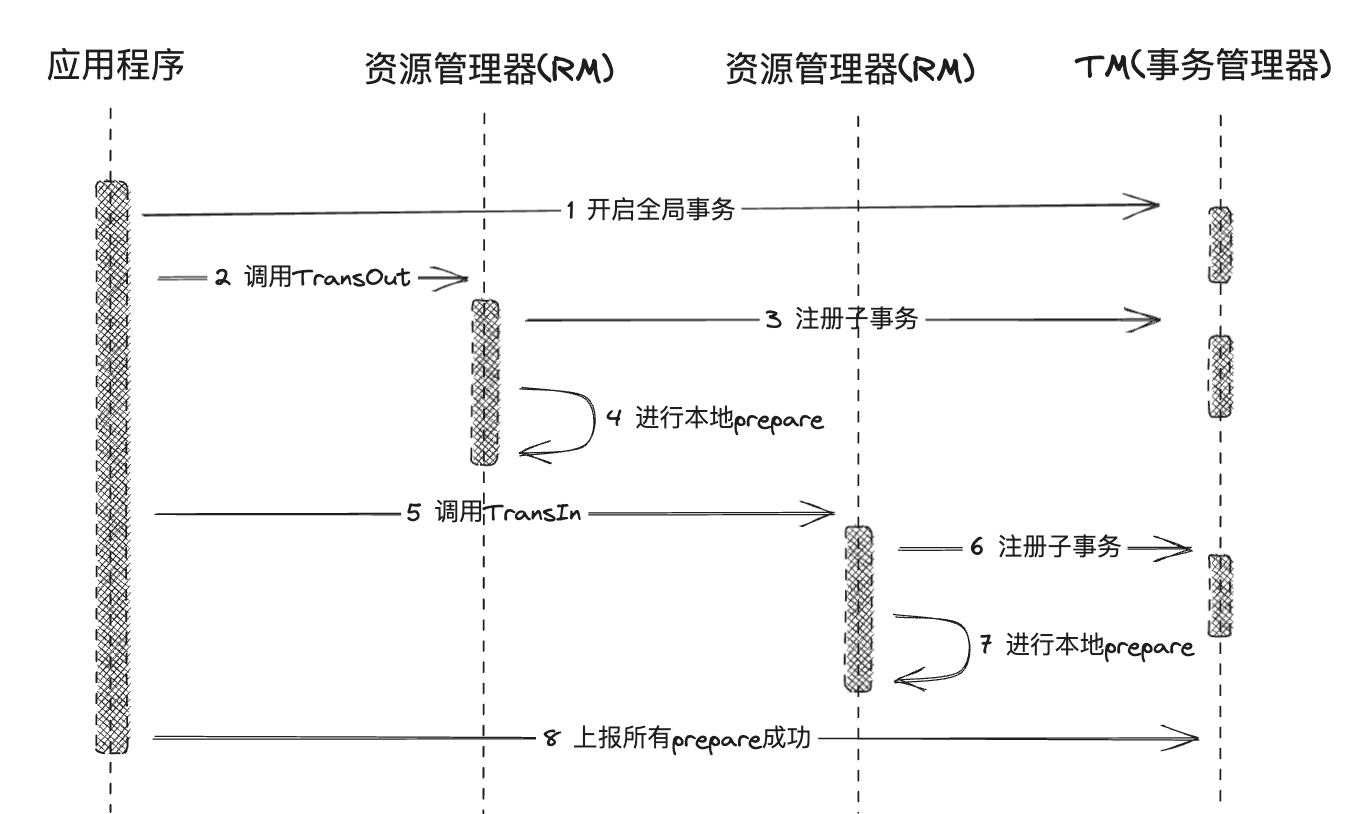 应用程序
资源管理器(RM)
资源管理器(RM)
TM(事务管理器)
1 开启全局事务
2 调用TransOut
3 注册子事务
4 进行本地prepare
5 调用TransIn
6 注册子事务
7 进行本地prepare
8 上报所有prepare成功